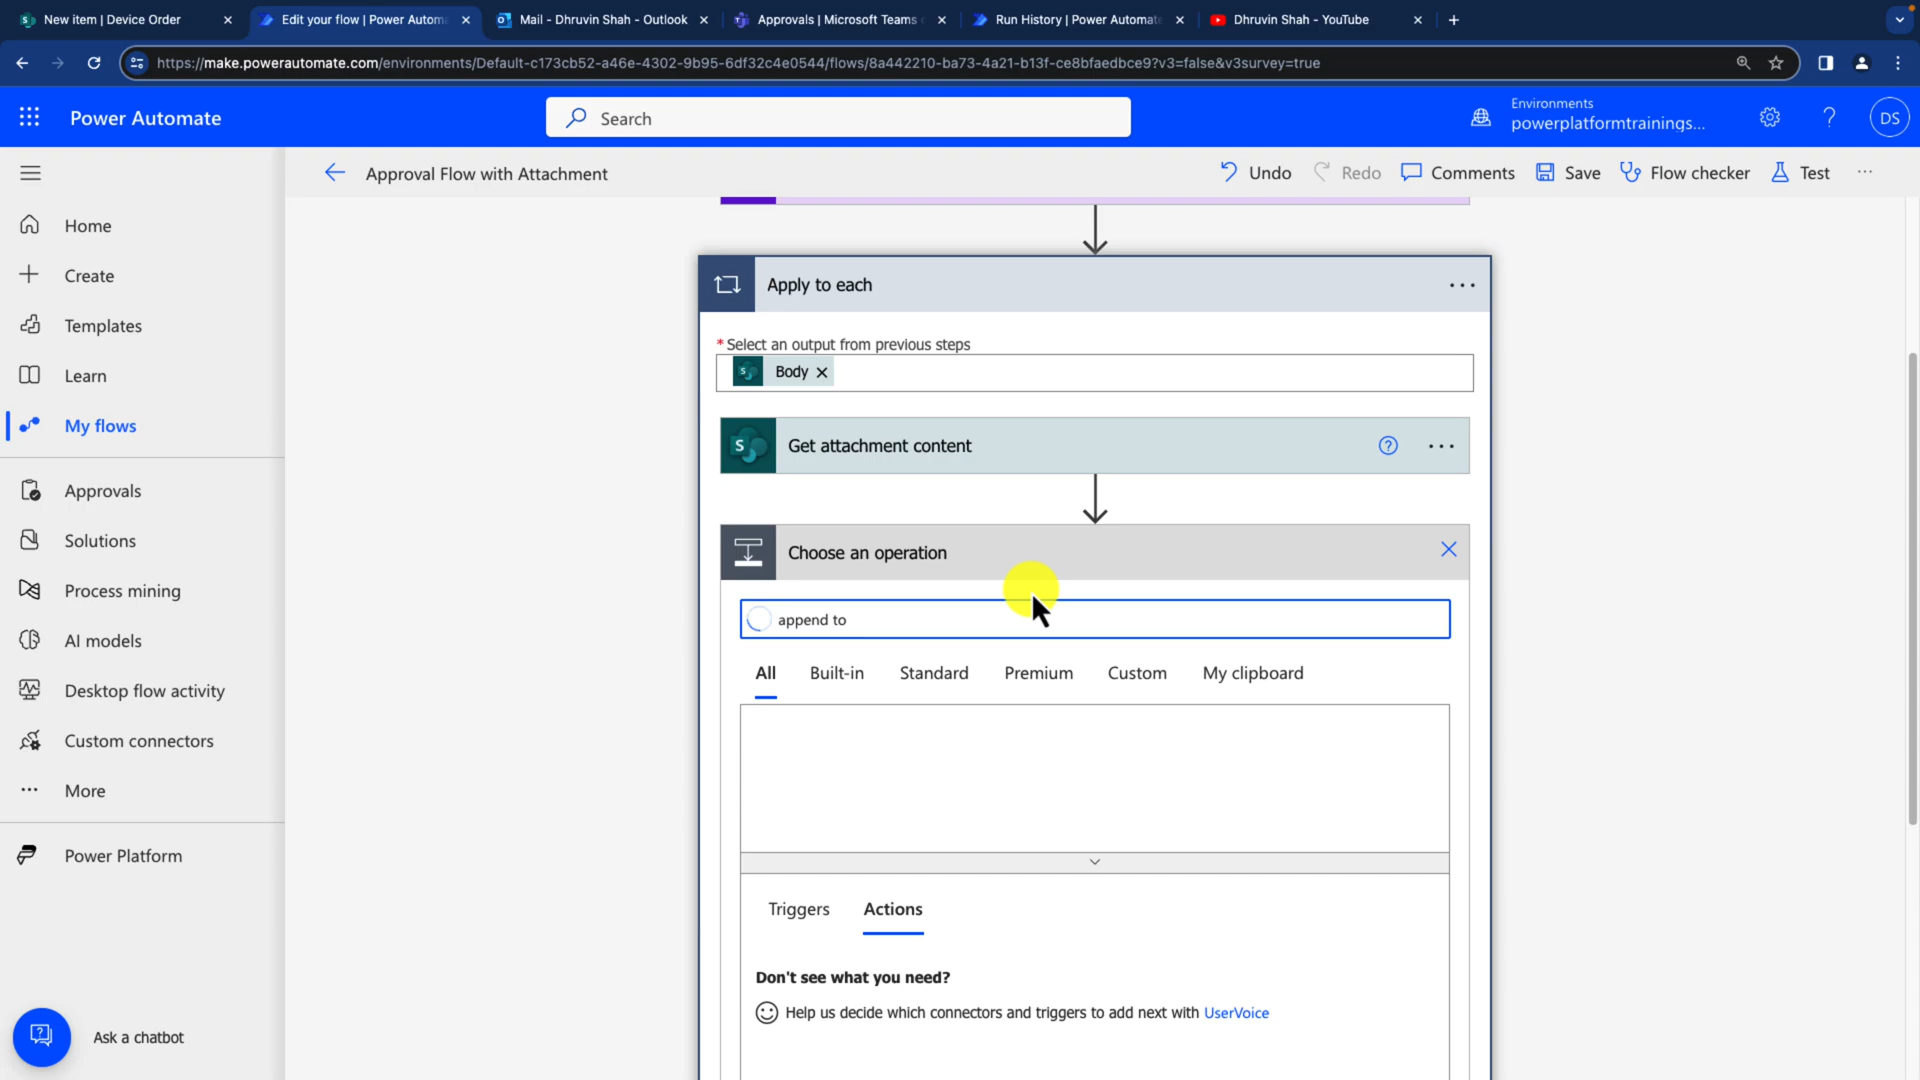 New item | Device Order
Edit your flow | Power Autom
Mail - Dhruvin Shah - Outlook
Approvals | Microsoft Teams
Run History | Power Automate
Dhruvin Shah - YouTube
https://make.powerautomate.com/environments/Default-c173cb52-a46e-4302-9b95-6df32c4e0544/flows/8a442210-ba73-4a21-b13f-ce8bfaedbce9?v3=false&v3survey=true
Power Automate
Search
Environments
powerplatformtrainings...
DS
Approval Flow with Attachment
Undo
Redo
Comments
Save
Flow checker
Test
Home
Create
Templates
Learn
My flows
Approvals
Solutions
Process mining
AI models
Desktop flow activity
Custom connectors
More
Power Platform
Ask a chatbot
Apply to each
* Select an output from previous steps
Body
Get attachment content
Choose an operation
append to
All
Built-in
Standard
Premium
Custom
My clipboard
Triggers
Actions
Don't see what you need?
Help us decide which connectors and triggers to add next with UserVoice